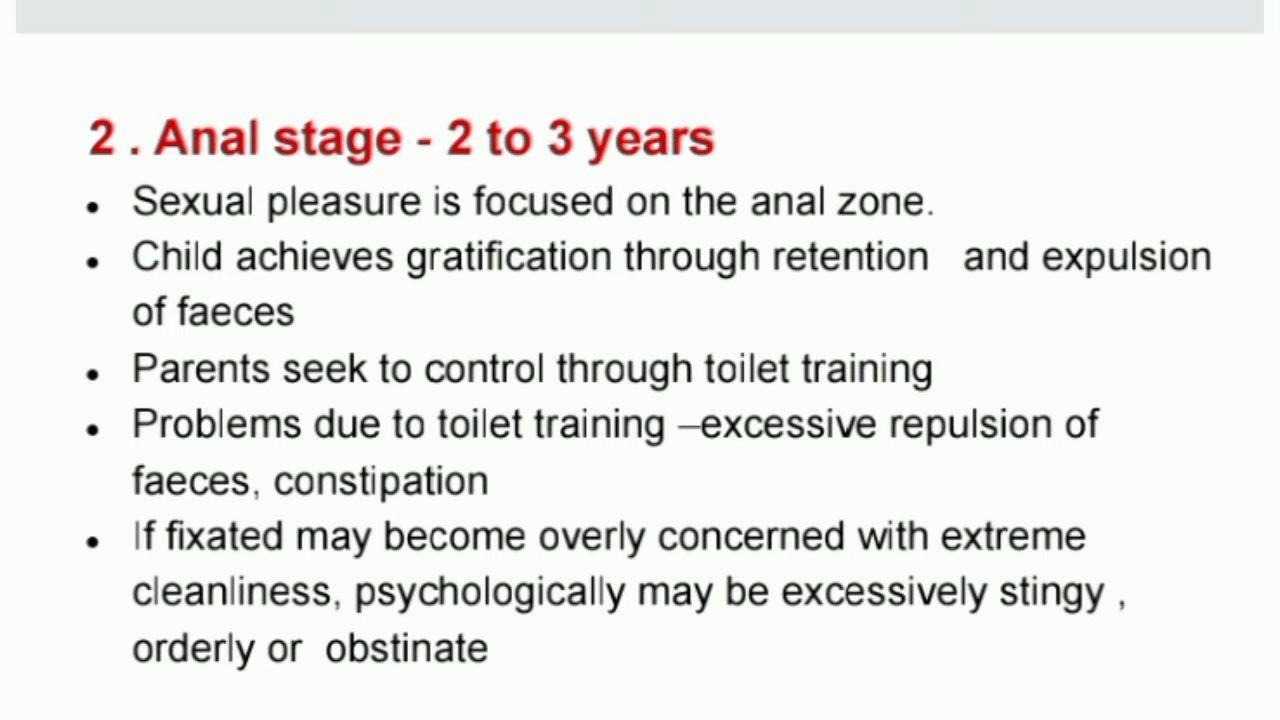 2 . Anal stage - 2 to 3 years
• Sexual pleasure is focused on the anal zone.
• Child achieves gratification through retention   and expulsion
of faeces
• Parents seek to control through toilet training
• Problems due to toilet training –excessive repulsion of
faeces, constipation
• If fixated may become overly concerned with extreme
cleanliness, psychologically may be excessively stingy ,
orderly or  obstinate